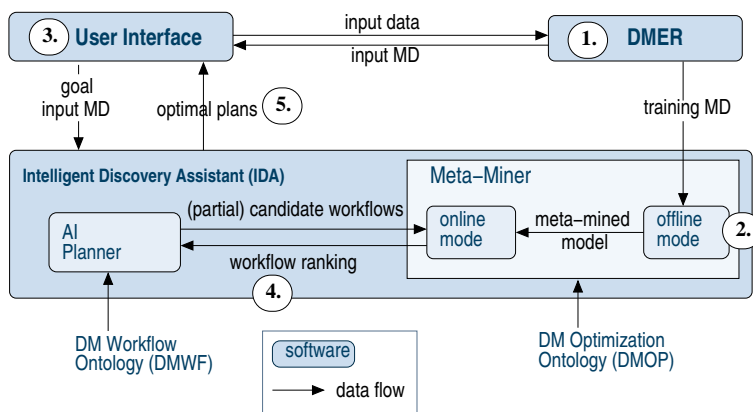 3. User Interface
input data
input MD
1. DMER
goal
input MD
optimal plans
5.
training MD
Intelligent Discovery Assistant (IDA)
Meta−Miner
AI
Planner
(partial) candidate workflows
workflow ranking
4.
online
mode
meta−mined
model
offline
mode
2.
DM Workflow
Ontology (DMWF)
software
data flow
DM Optimization
Ontology (DMOP)